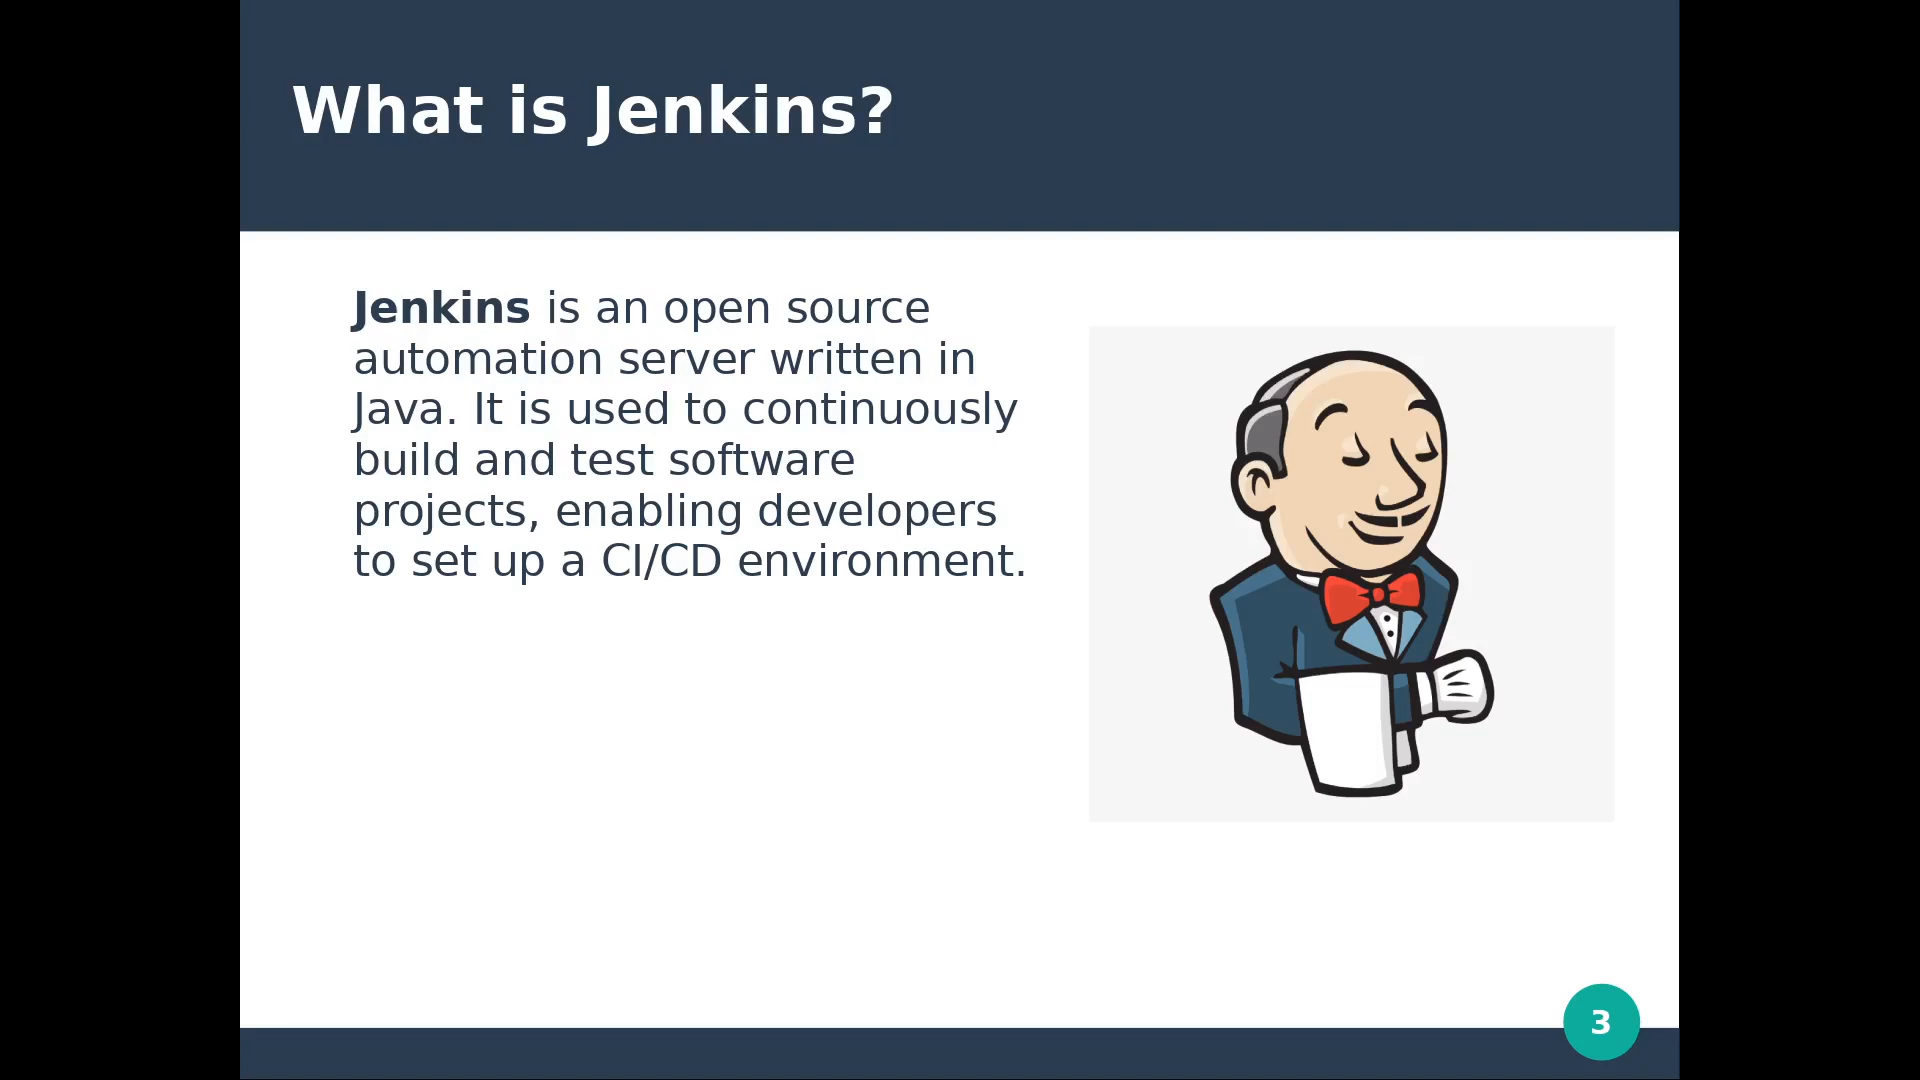 What is Jenkins?
Jenkins is an open source
automation server written in
Java. It is used to continuously
build and test software
projects, enabling developers
to set up a CI/CD environment.
3